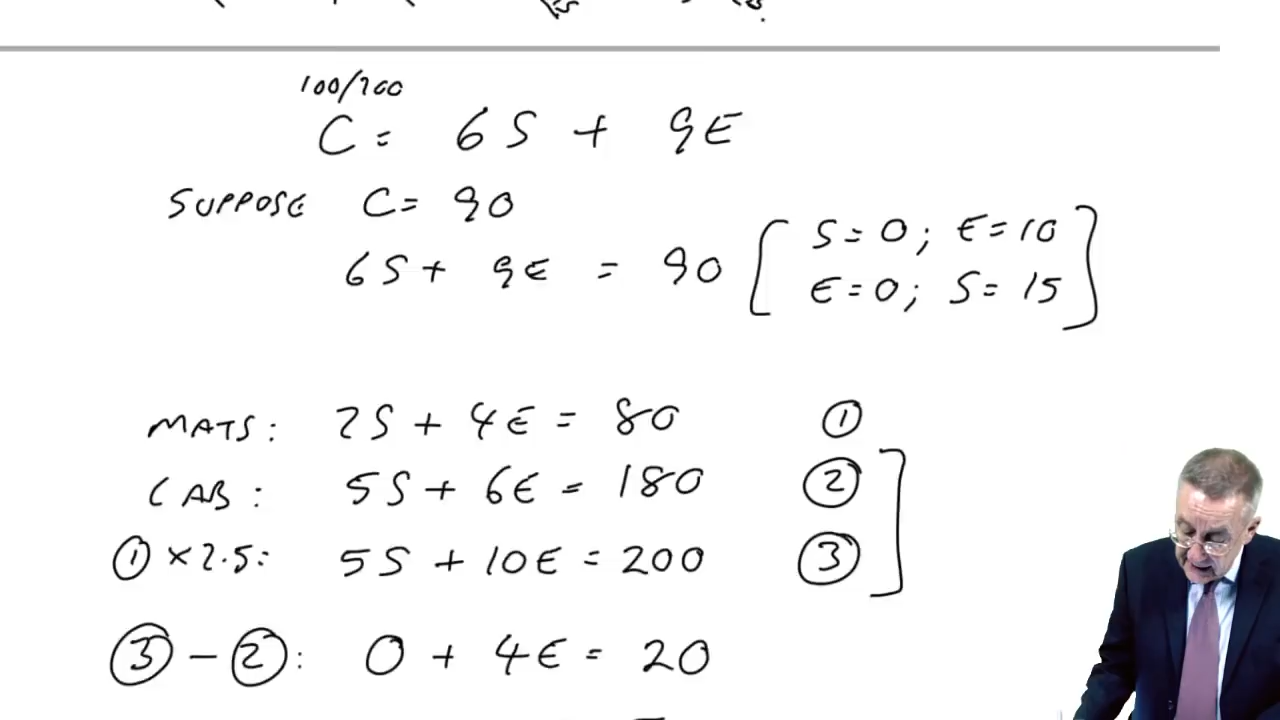 100/200
C = 6S + 9E
SUPPOSE C = 90
6S + 9E = 90 [ S = 0; E = 10
E = 0; S = 15 ]
MATS: 2S + 4E = 80 ①
LAB: 5S + 6E = 180 ②
① × 2.5: 5S + 10E = 200 ③
③ - ②: 0 + 4E = 20